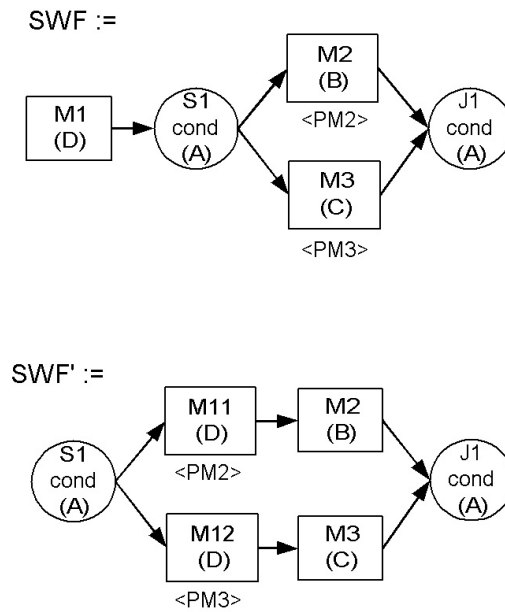 SWF :=
M1
(D)
S1
cond
(A)
M2
(B)
<PM2>
M3
(C)
<PM3>
J1
cond
(A)
SWF' :=
S1
cond
(A)
M11
(D)
<PM2>
M2
(B)
M12
(D)
<PM3>
M3
(C)
J1
cond
(A)